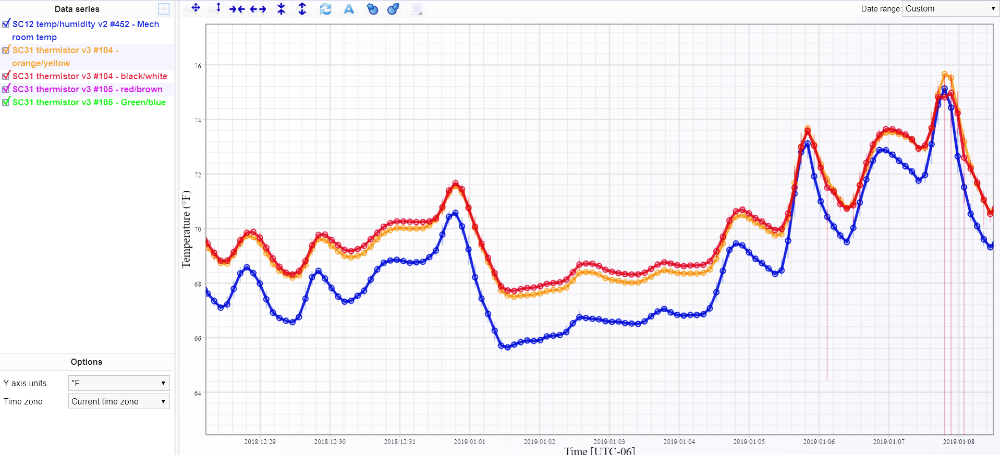 Data series
Date range: Custom
SC12 temp/humidity v2 #452 - Mech
room temp
SC31 thermistor v3 #104 -
orange/yellow
SC31 thermistor v3 #104 - black/white
SC31 thermistor v3 #105 - red/brown
SC31 thermistor v3 #105 - Green/blue
A
76
74
72
70
68
66
64
Temperature (°F)
Options
Y axis units °F
Time zone Current time zone
2018/12/29 2018/12/30 2018/12/31 2019/01/01 2019/01/02 2019/01/03 2019/01/04 2019/01/05 2019/01/06 2019/01/07 2019/01/08
Time [UTC-06]